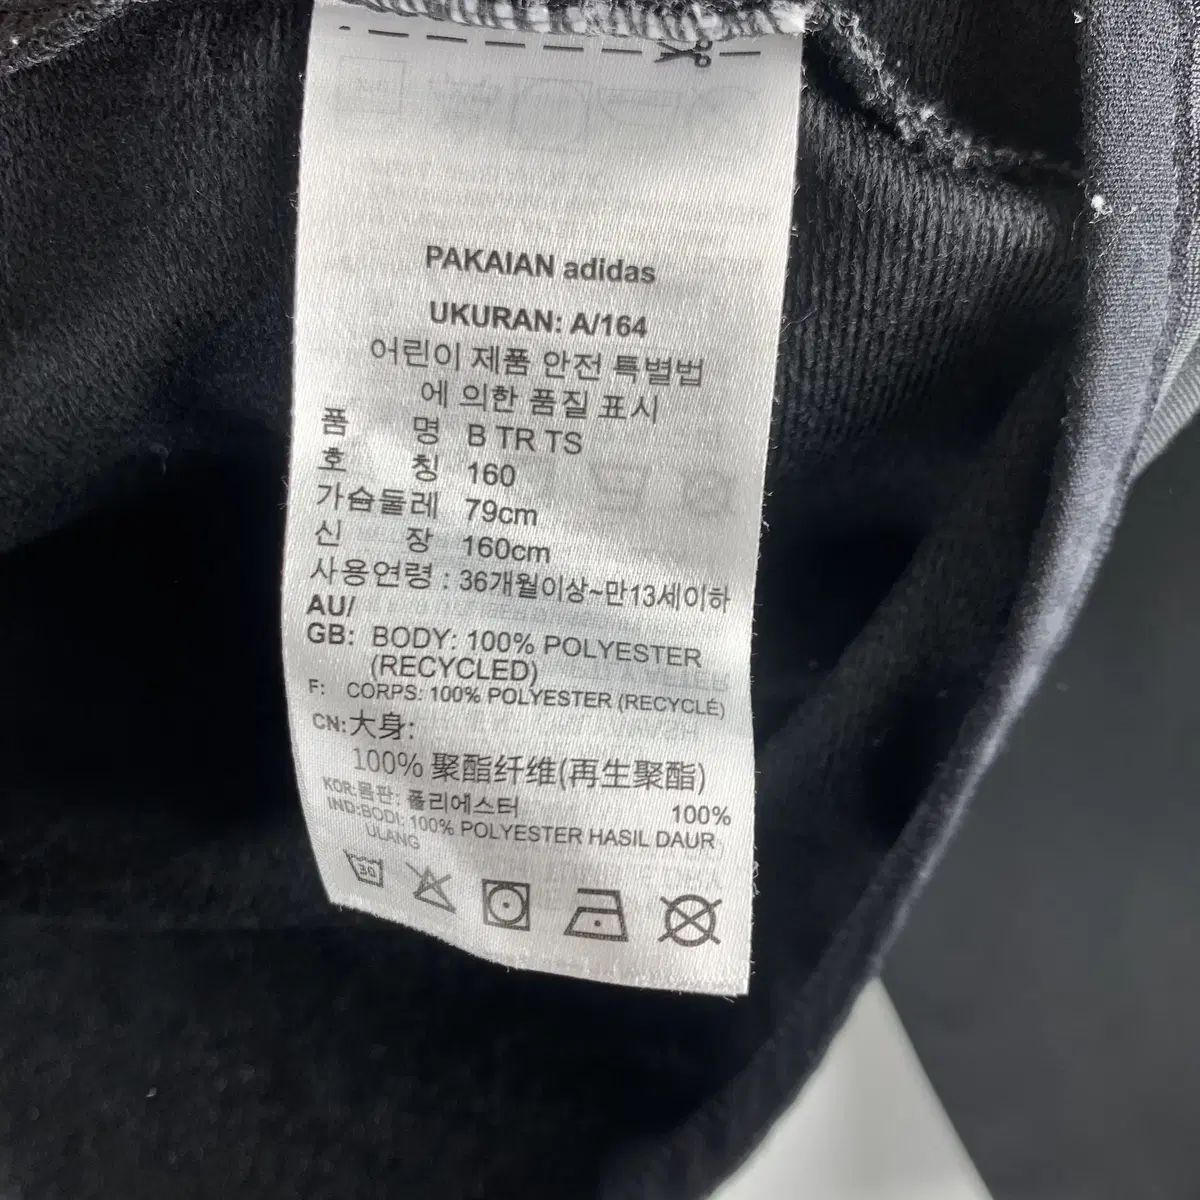 PAKAIAN adidas
UKURAN: A/164
어린이 제품 안전 특별법
에 의한 품질 표시
품 명 B TR TS
호 칭 160
가슴둘레 79cm
신 장 160cm
사용연령 : 36개월이상~만13세이하
AU/
GB: BODY: 100% POLYESTER
(RECYCLED)
F: CORPS: 100% POLYESTER (RECYCLÉ)
CN:大身:
100% 聚酯纤维(再生聚酯)
KOR:몸판: 폴리에스터 100%
IND:BODI: 100% POLYESTER HASIL DAUR
ULANG
30